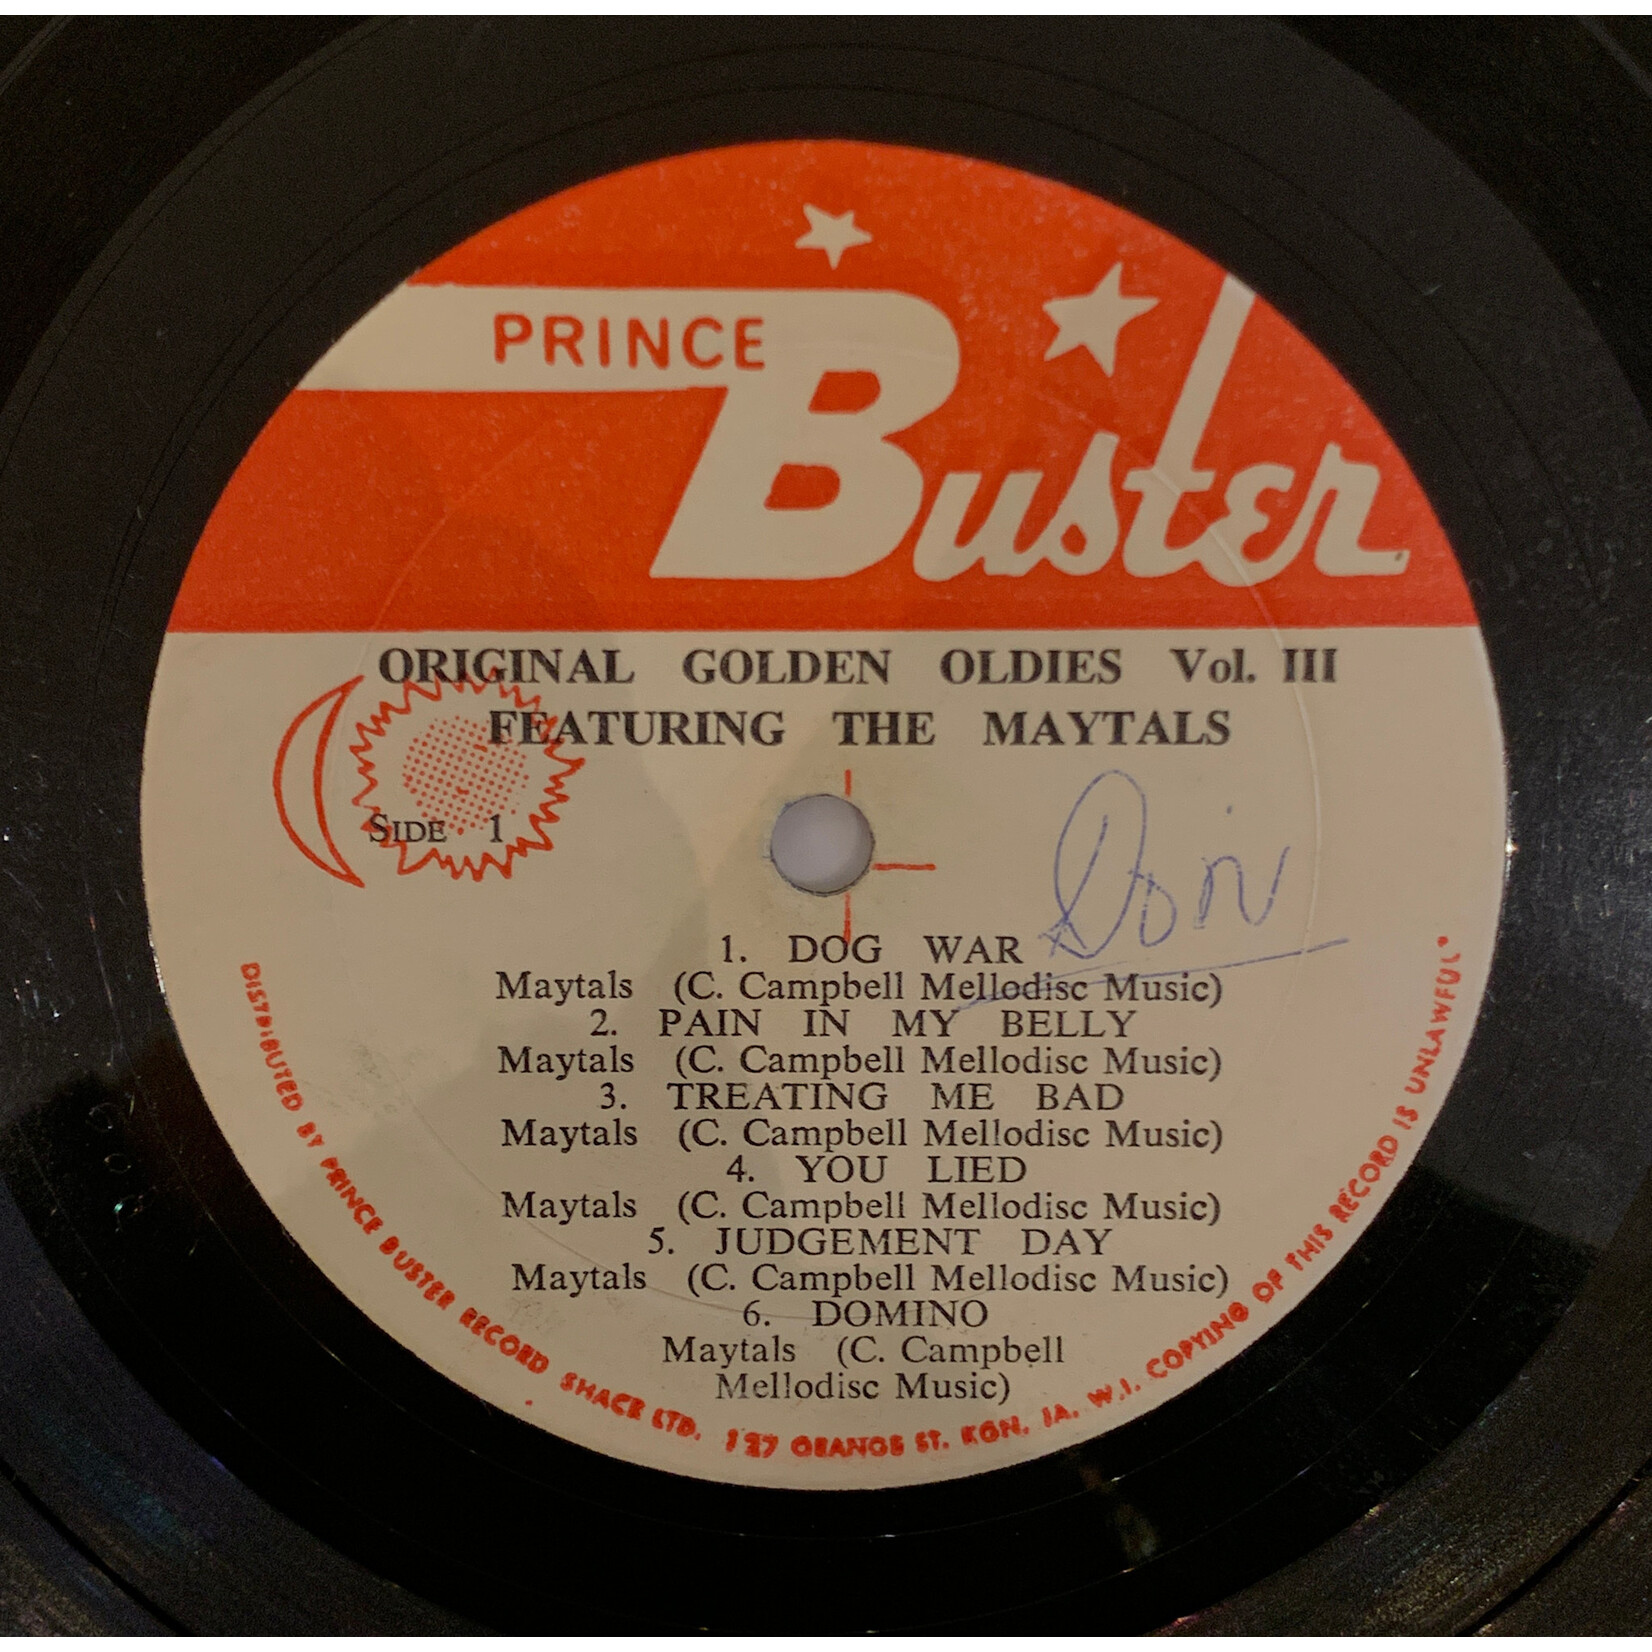 PRINCE
Buster
ORIGINAL GOLDEN OLDIES Vol. III
FEATURING THE MAYTALS
SIDE 1
Don
1. DOG WAR
Maytals (C. Campbell Mellodisc Music)
2. PAIN IN MY BELLY
Maytals (C. Campbell Mellodisc Music)
3. TREATING ME BAD
Maytals (C. Campbell Mellodisc Music)
4. YOU LIED
Maytals (C. Campbell Mellodisc Music)
5. JUDGEMENT DAY
Maytals (C. Campbell Mellodisc Music)
6. DOMINO
Maytals (C. Campbell
Mellodisc Music)
DISTRIBUTED BY PRINCE BUSTER RECORD SHACK LTD. 127 ORANGE ST. KGN. JA. W.I. COPYING OF THIS RECORD IS UNLAWFUL